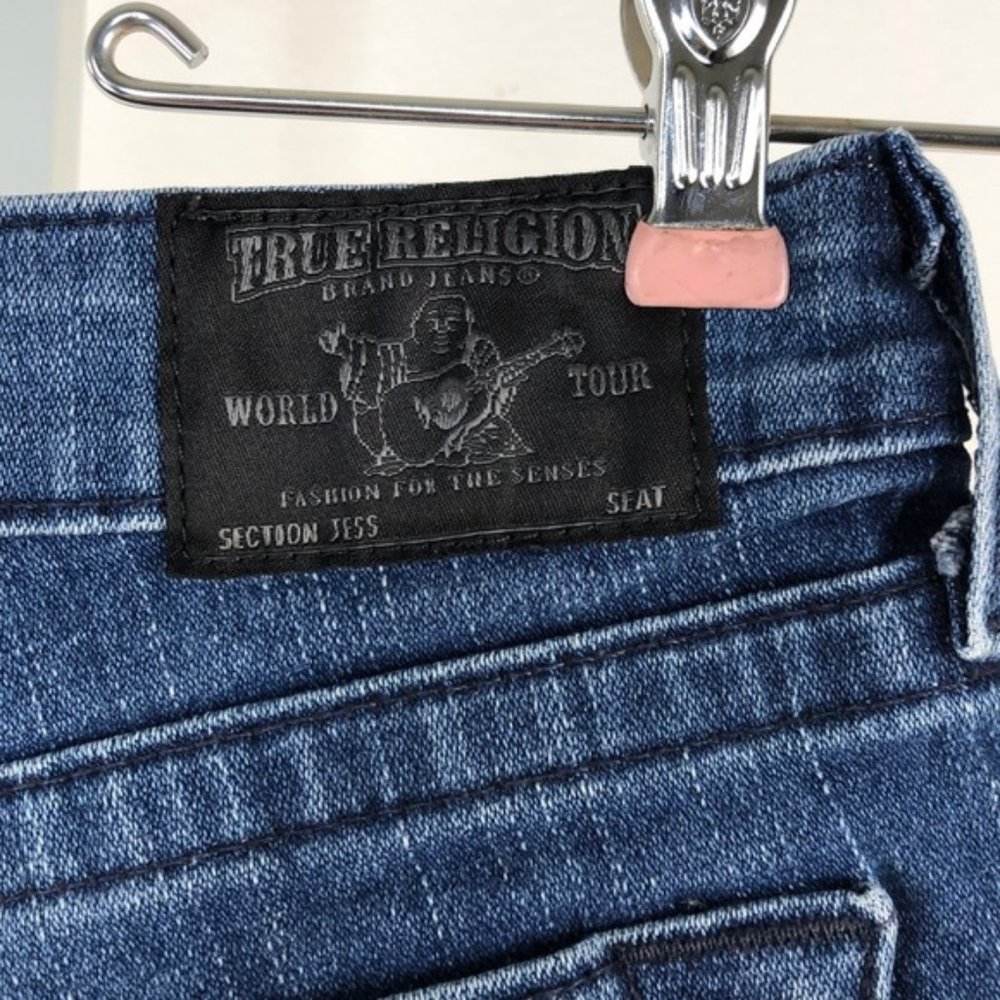 TRUE RELIGION
BRAND JEANS®
WORLD TOUR
FASHION FOR THE SENSES
SECTION JESS SEAT